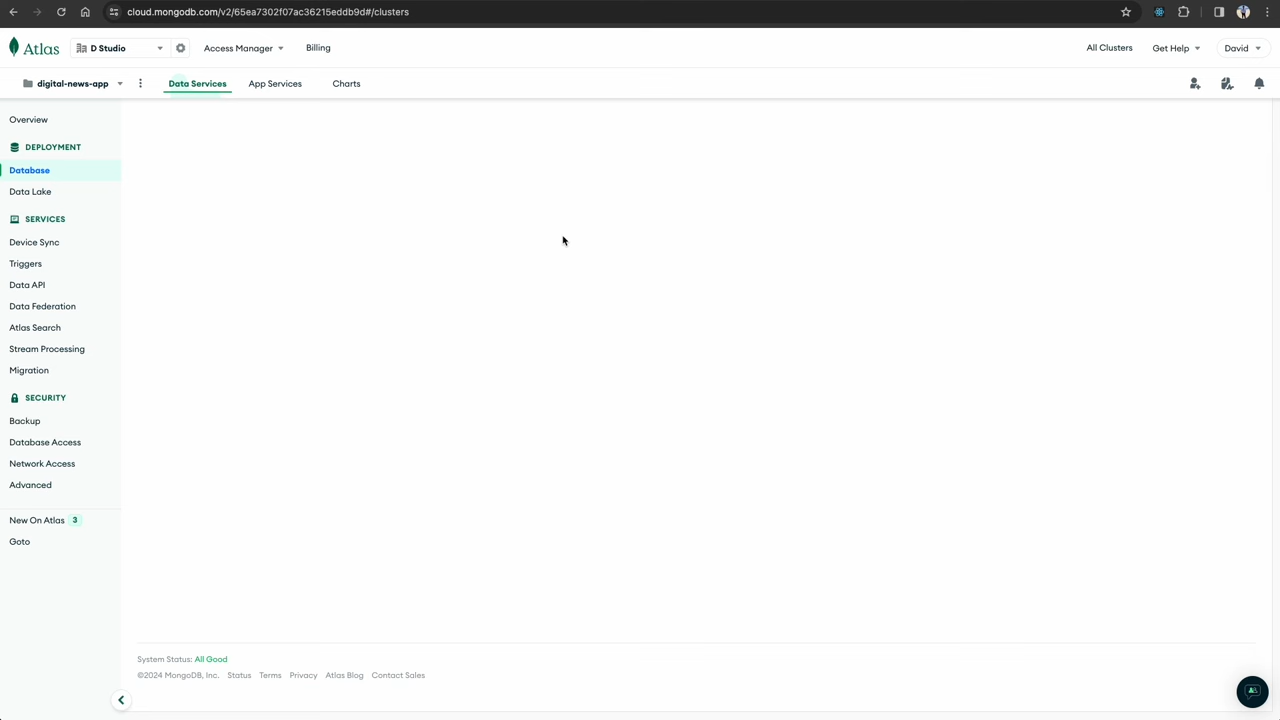 cloud.mongodb.com/v2/65ea7302f07ac36215eddb9d#/clusters
Atlas
D Studio
Access Manager
Billing
All Clusters
Get Help
David
digital-news-app
Data Services
App Services
Charts
Overview
DEPLOYMENT
Database
Data Lake
SERVICES
Device Sync
Triggers
Data API
Data Federation
Atlas Search
Stream Processing
Migration
SECURITY
Backup
Database Access
Network Access
Advanced
New On Atlas 3
Goto
System Status: All Good
©2024 MongoDB, Inc. Status Terms Privacy Atlas Blog Contact Sales